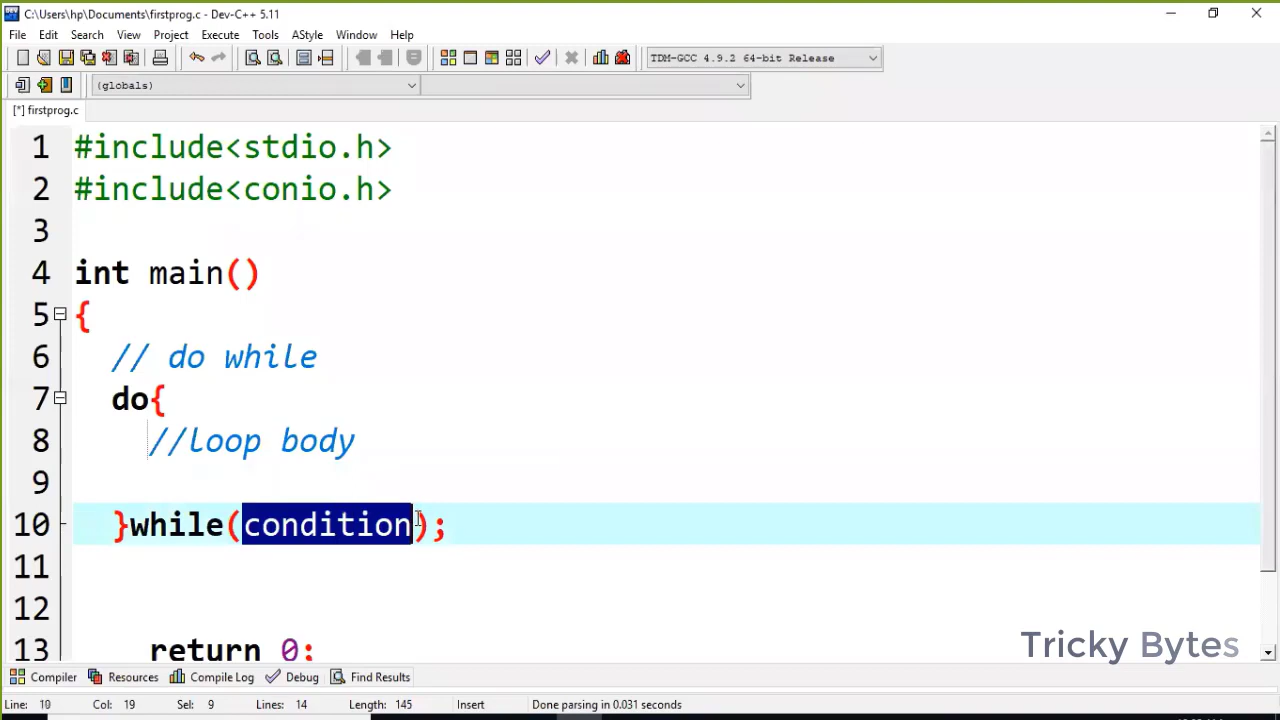 C:\Users\hp\Documents\firstprog.c - Dev-C++ 5.11
File Edit Search View Project Execute Tools AStyle Window Help
TDM-GCC 4.9.2 64-bit Release
(globals)
[*] firstprog.c
1 #include<stdio.h>
2 #include<conio.h>
3
4 int main()
5 {
6 // do while
7 do{
8 //loop body
9
10 }while(condition);
11
12
13 return 0;
Tricky Bytes
Compiler Resources Compile Log Debug Find Results
Line: 10 Col: 19 Sel: 9 Lines: 14 Length: 145 Insert Done parsing in 0.031 seconds